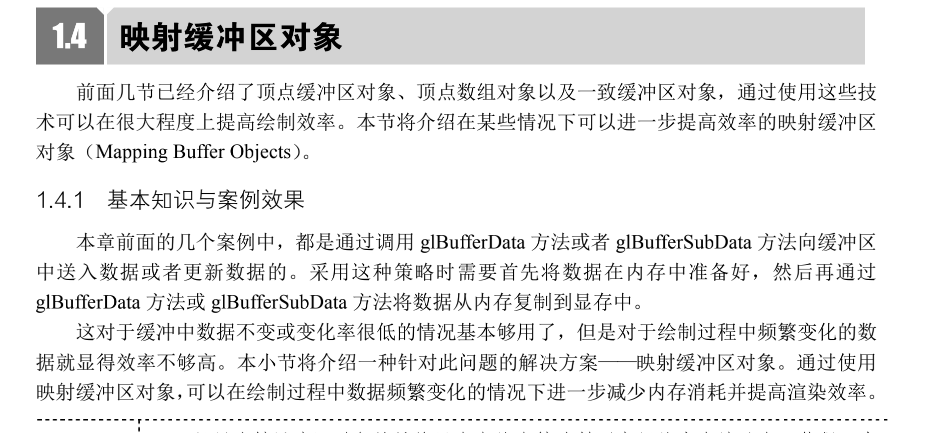 1.4 映射缓冲区对象
前面几节已经介绍了顶点缓冲区对象、顶点数组对象以及一致缓冲区对象，通过使用这些技
术可以在很大程度上提高绘制效率。本节将介绍在某些情况下可以进一步提高效率的映射缓冲区
对象（Mapping Buffer Objects）。
1.4.1 基本知识与案例效果
本章前面的几个案例中，都是通过调用 glBufferData 方法或者 glBufferSubData 方法向缓冲区
中送入数据或者更新数据的。采用这种策略时需要首先将数据在内存中准备好，然后再通过
glBufferData 方法或 glBufferSubData 方法将数据从内存复制到显存中。
这对于缓冲中数据不变或变化率很低的情况基本够用了，但是对于绘制过程中频繁变化的数
据就显得效率不够高。本小节将介绍一种针对此问题的解决方案——映射缓冲区对象。通过使用
映射缓冲区对象，可以在绘制过程中数据频繁变化的情况下进一步减少内存消耗并提高渲染效率。